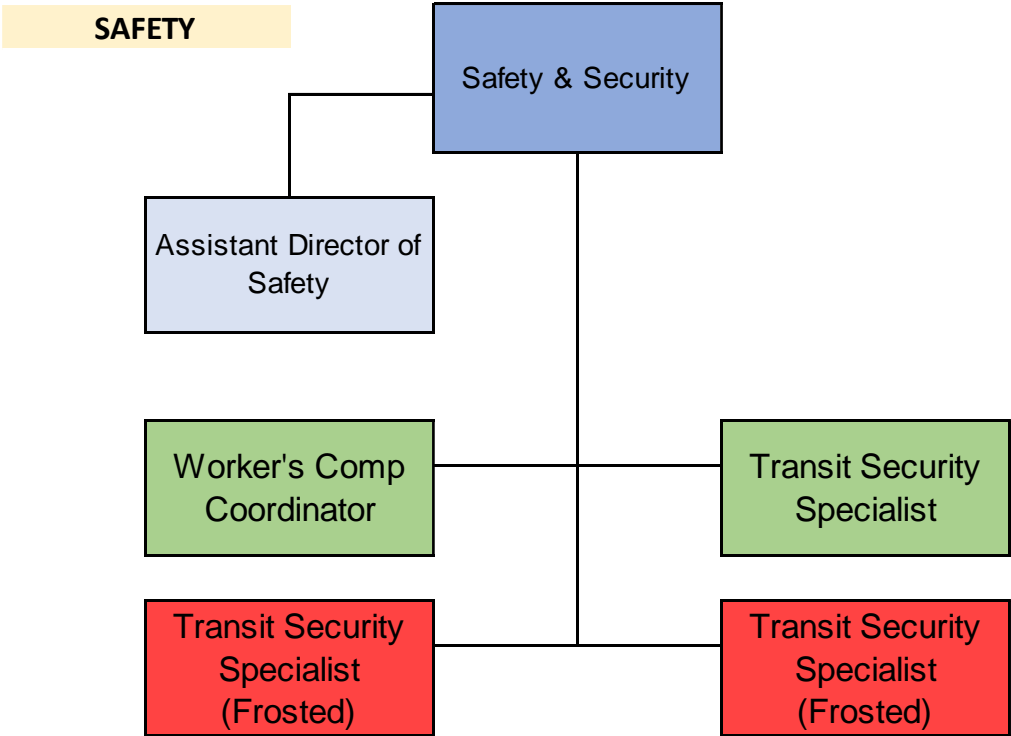 SAFETY
Safety & Security
Assistant Director of
Safety
Worker's Comp
Coordinator
Transit Security
Specialist
Transit Security
Specialist
(Frosted)
Transit Security
Specialist
(Frosted)